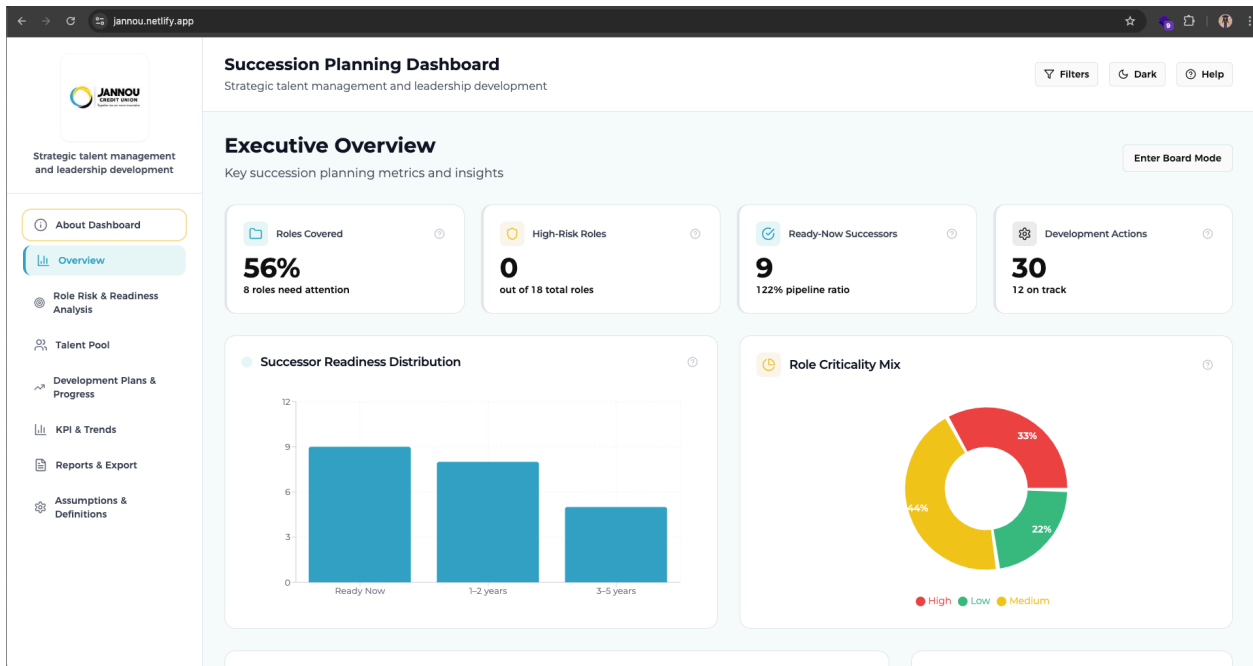 jannou.netlify.app
9
JANNOU
CREDIT UNION
Strategic talent management
and leadership development
About Dashboard
Overview
Role Risk & Readiness
Analysis
Talent Pool
Development Plans &
Progress
KPI & Trends
Reports & Export
Assumptions &
Definitions
Succession Planning Dashboard
Strategic talent management and leadership development
Filters
Dark
Help
Executive Overview
Key succession planning metrics and insights
Enter Board Mode
Roles Covered
56%
8 roles need attention
High-Risk Roles
0
out of 18 total roles
Ready-Now Successors
9
122% pipeline ratio
Development Actions
30
12 on track
Successor Readiness Distribution
12
9
6
3
0
Ready Now
1–2 years
3–5 years
Role Criticality Mix
33%
44%
22%
High
Low
Medium